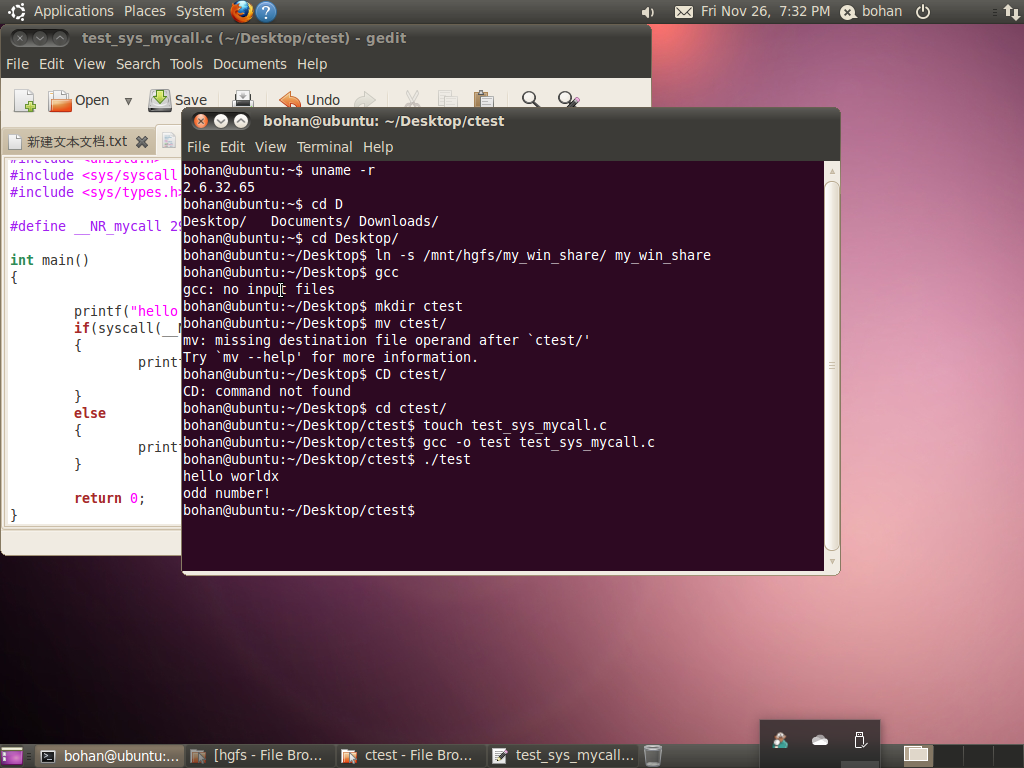 Applications Places System
Fri Nov 26, 7:32 PM bohan
test_sys_mycall.c (~/Desktop/ctest) - gedit
File Edit View Search Tools Documents Help
Open Save Undo
新建文本文档.txt
#include <unistd.h>
#include <sys/syscall
#include <sys/types.h>
#define __NR_mycall 29
int main()
{
printf("hello
if(syscall(__N
{
print
}
else
{
print
}
return 0;
}
bohan@ubuntu: ~/Desktop/ctest
File Edit View Terminal Help
bohan@ubuntu:~$ uname -r
2.6.32.65
bohan@ubuntu:~$ cd D
Desktop/ Documents/ Downloads/
bohan@ubuntu:~$ cd Desktop/
bohan@ubuntu:~/Desktop$ ln -s /mnt/hgfs/my_win_share/ my_win_share
bohan@ubuntu:~/Desktop$ gcc
gcc: no input files
bohan@ubuntu:~/Desktop$ mkdir ctest
bohan@ubuntu:~/Desktop$ mv ctest/
mv: missing destination file operand after `ctest/'
Try `mv --help' for more information.
bohan@ubuntu:~/Desktop$ CD ctest/
CD: command not found
bohan@ubuntu:~/Desktop$ cd ctest/
bohan@ubuntu:~/Desktop/ctest$ touch test_sys_mycall.c
bohan@ubuntu:~/Desktop/ctest$ gcc -o test test_sys_mycall.c
bohan@ubuntu:~/Desktop/ctest$ ./test
hello worldx
odd number!
bohan@ubuntu:~/Desktop/ctest$
bohan@ubuntu:... [hgfs - File Bro... ctest - File Bro... test_sys_mycall...